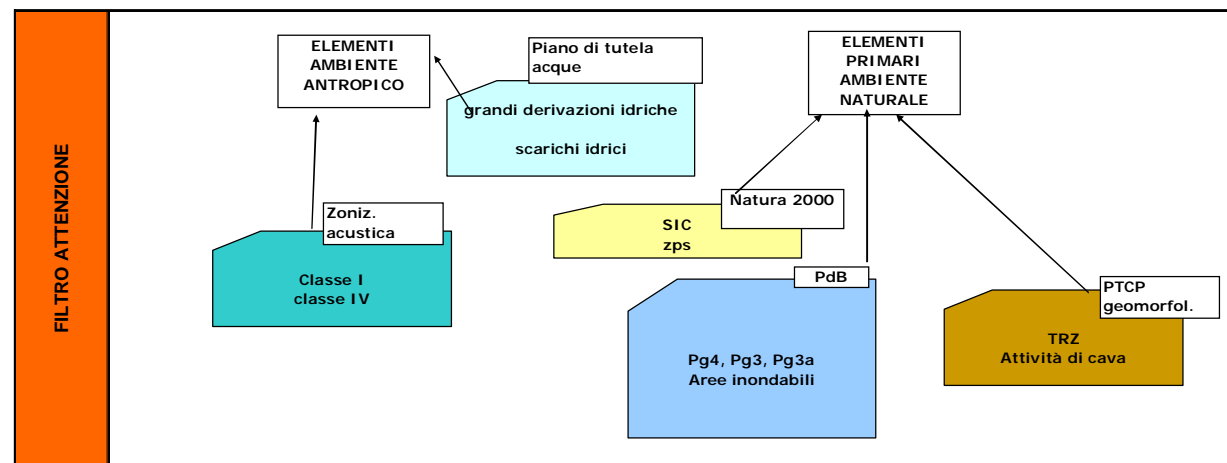 FILTRO ATTENZIONE
ELEMENTI
AMBIENTE
ANTROPICO
Piano di tutela
acque
grandi derivazioni idriche
scarichi idrici
ELEMENTI
PRIMARI
AMBIENTE
NATURALE
Zoniz.
acustica
Classe I
classe IV
Natura 2000
SIC
zps
PdB
Pg4, Pg3, Pg3a
Aree inondabili
PTCP
geomorfol.
TRZ
Attività di cava